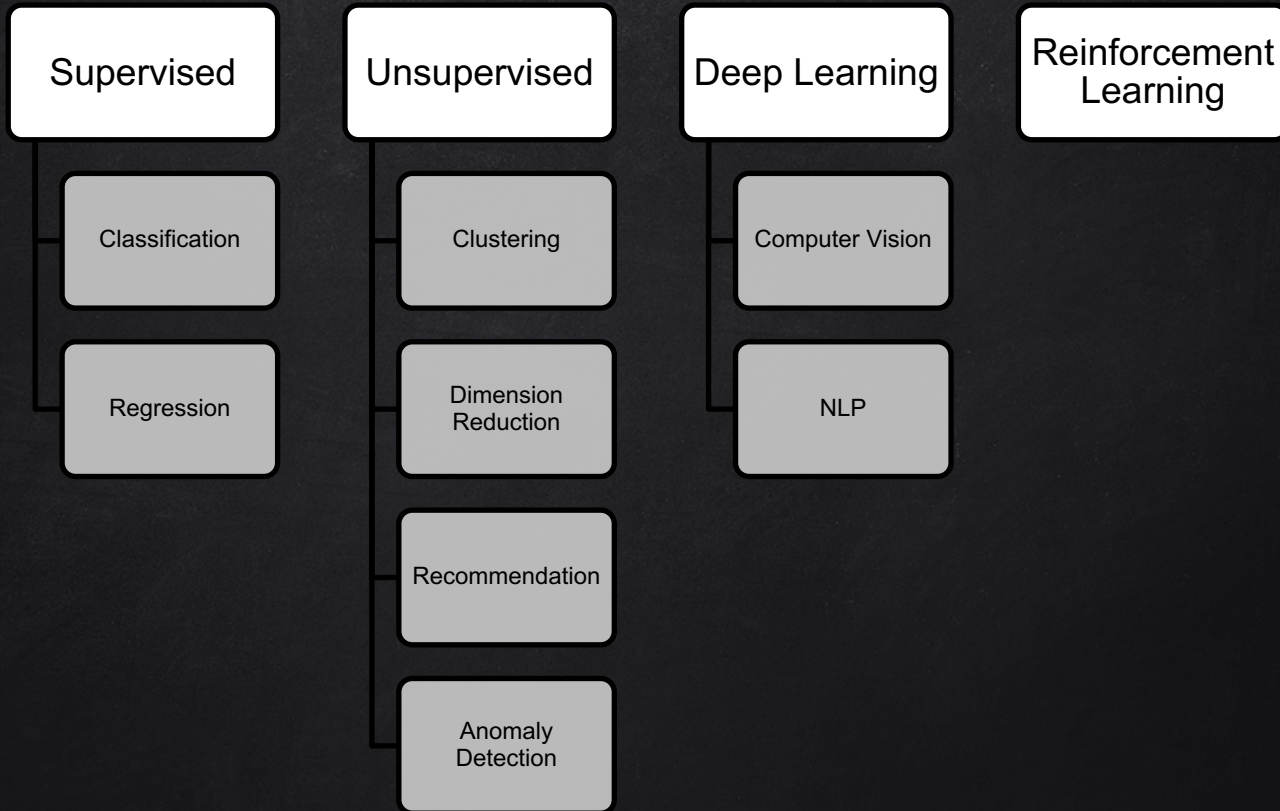 Supervised
Classification
Regression
Unsupervised
Clustering
Dimension
Reduction
Recommendation
Anomaly
Detection
Deep Learning
Computer Vision
NLP
Reinforcement
Learning